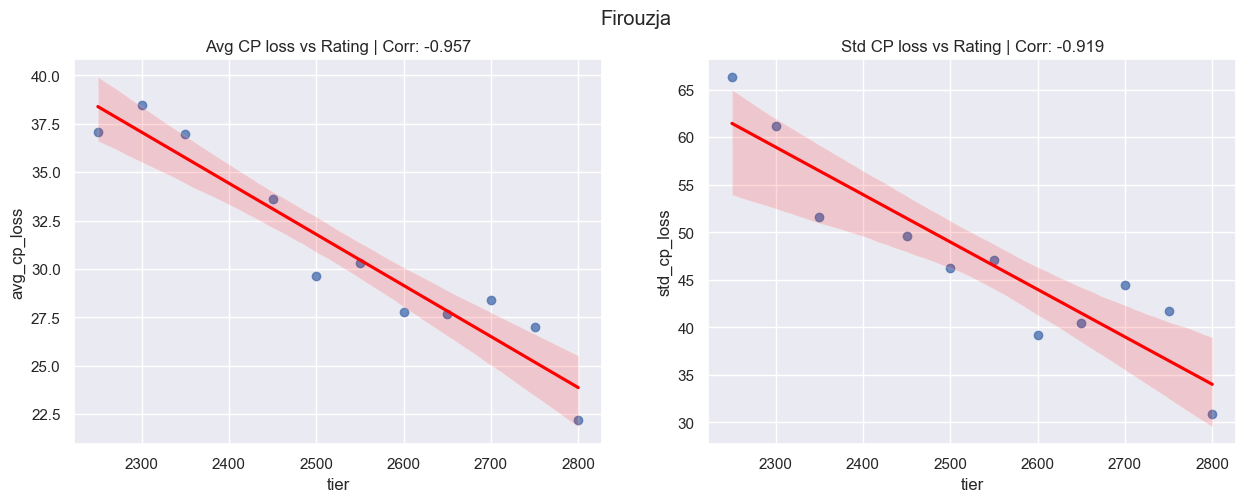 Firouzja
Avg CP loss vs Rating | Corr: -0.957
avg_cp_loss
40.0
37.5
35.0
32.5
30.0
27.5
25.0
22.5
2300 2400 2500 2600 2700 2800
tier
Std CP loss vs Rating | Corr: -0.919
std_cp_loss
65
60
55
50
45
40
35
30
2300 2400 2500 2600 2700 2800
tier